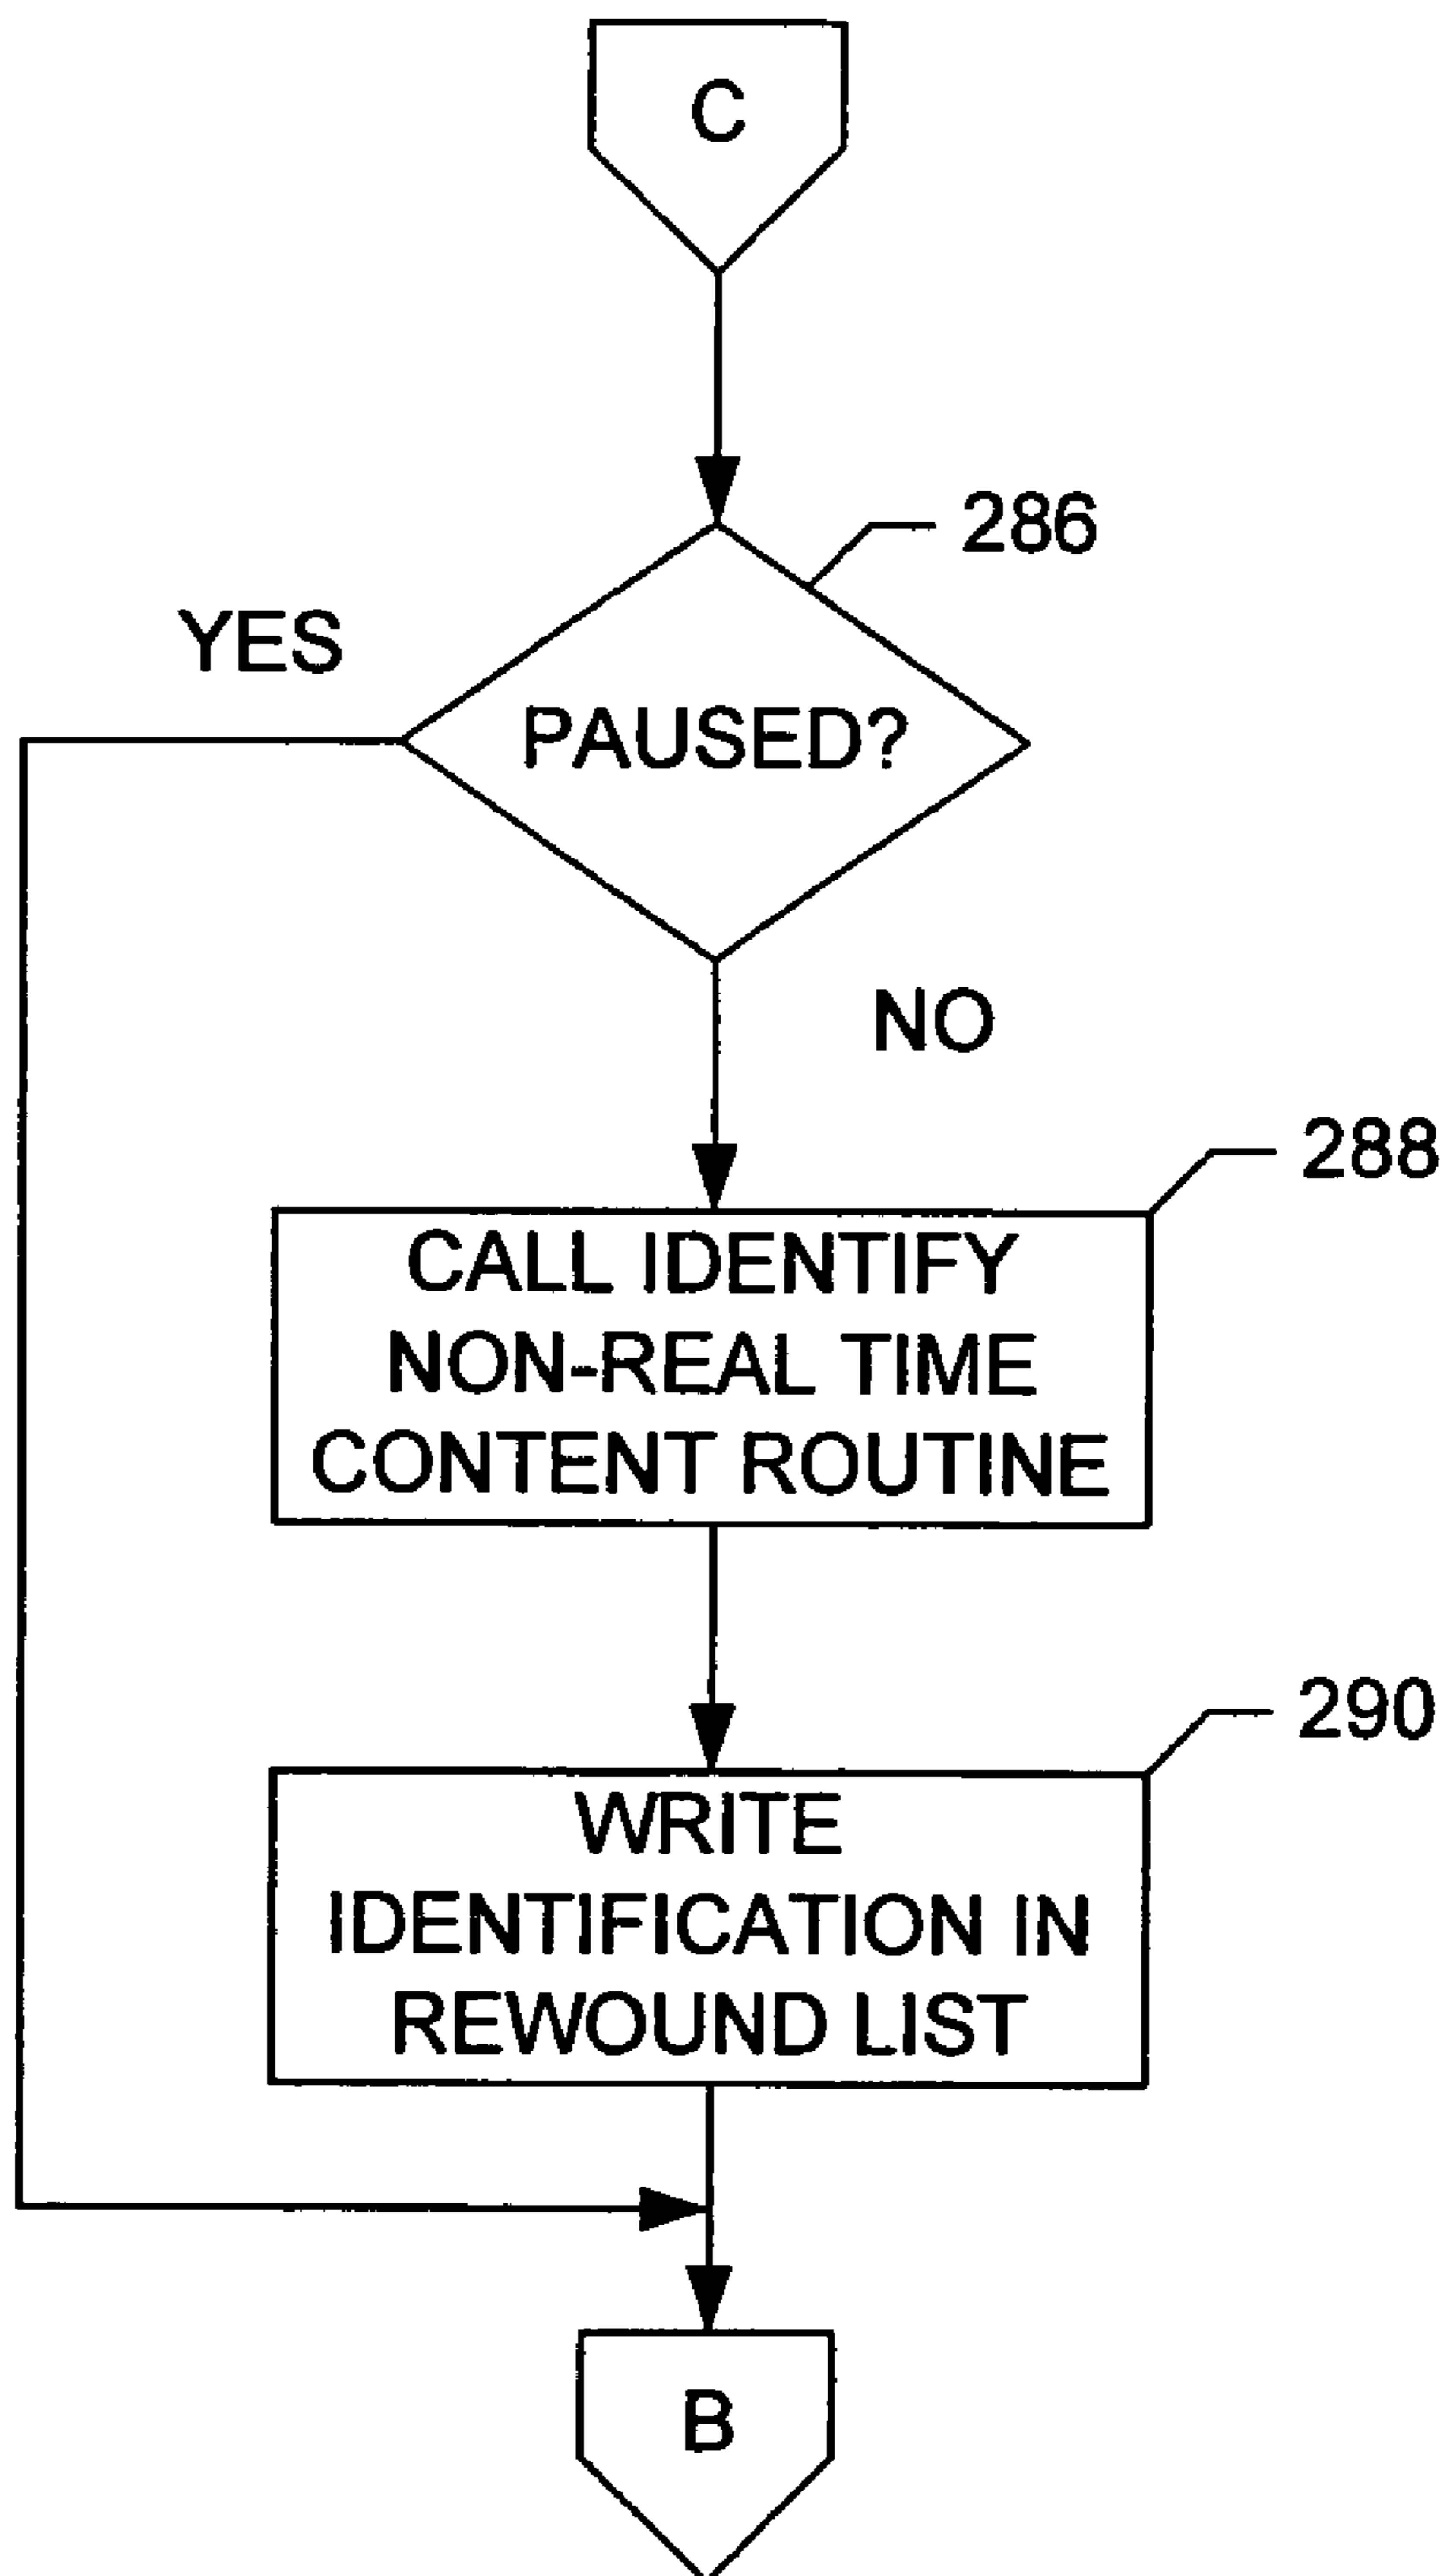 C
286
YES
PAUSED?
NO
288
CALL IDENTIFY
NON-REAL TIME
CONTENT ROUTINE
290
WRITE
IDENTIFICATION IN
REWOUND LIST
B